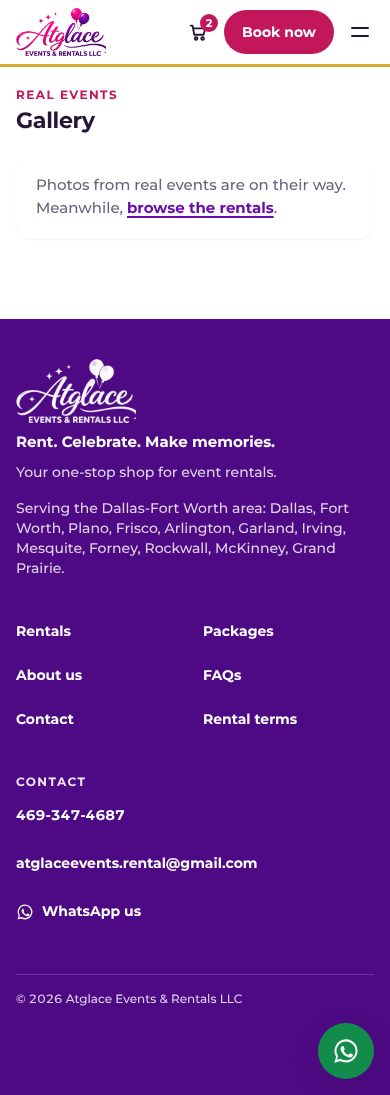 Atglace
EVENTS & RENTALS LLC
2
Book now
REAL EVENTS
Gallery
Photos from real events are on their way.
Meanwhile, browse the rentals.
Atglace
EVENTS & RENTALS LLC
Rent. Celebrate. Make memories.
Your one-stop shop for event rentals.
Serving the Dallas-Fort Worth area: Dallas, Fort
Worth, Plano, Frisco, Arlington, Garland, Irving,
Mesquite, Forney, Rockwall, McKinney, Grand
Prairie.
Rentals
Packages
About us
FAQs
Contact
Rental terms
CONTACT
469-347-4687
atglaceevents.rental@gmail.com
WhatsApp us
© 2026 Atglace Events & Rentals LLC